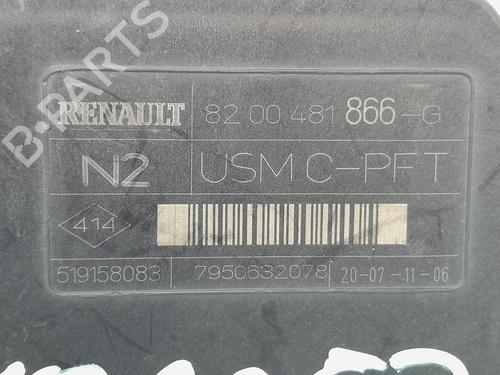 B-PARTS
RENAULT 82 00 481 866-G
N2 USM C-PFT
414
519158083 7950632078 20-07-11-06